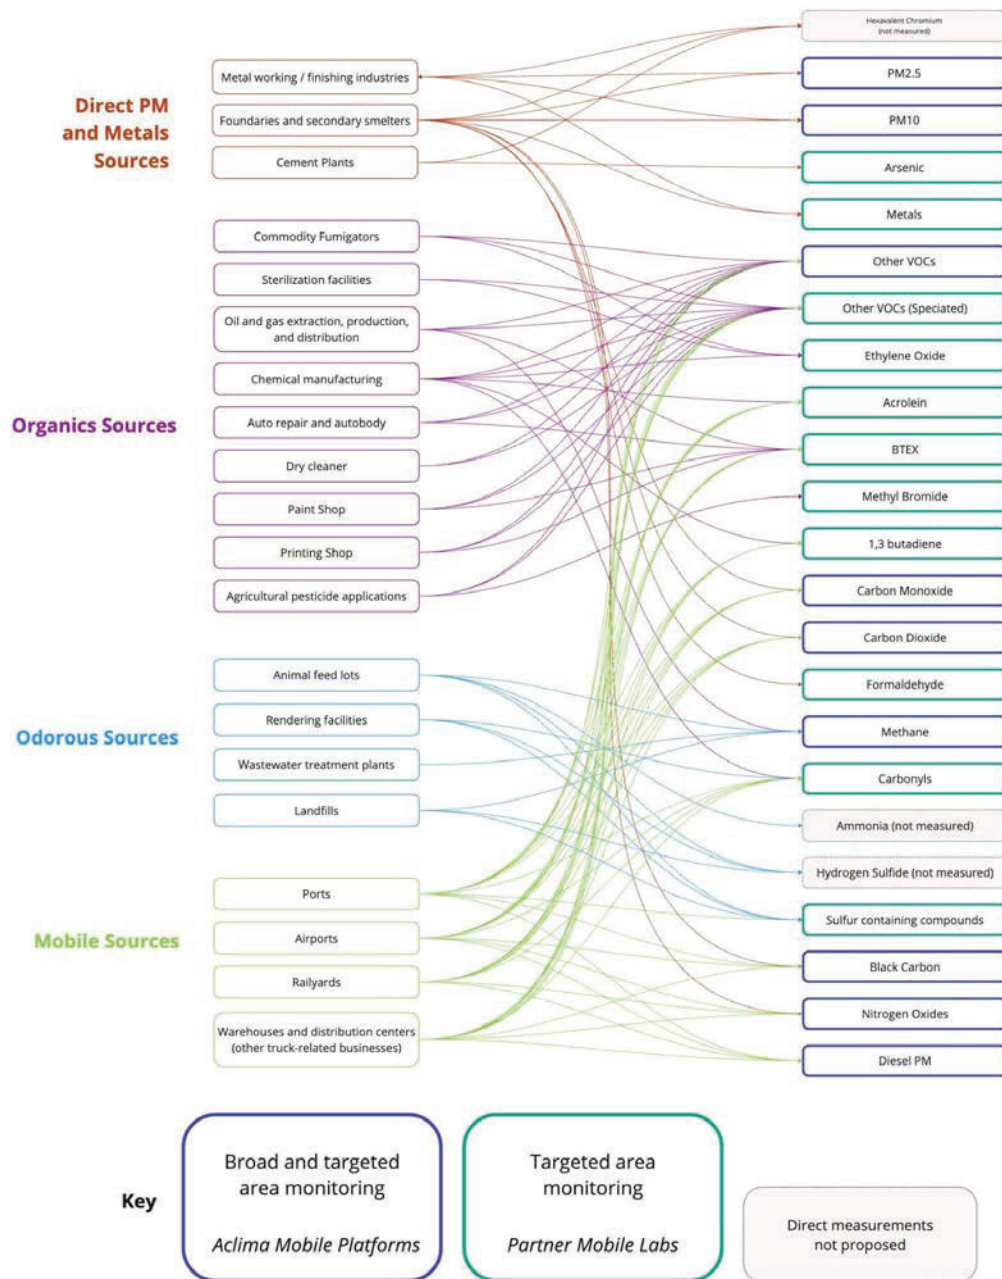 Direct PM
and Metals
Sources
Metal working / finishing industries
Foundaries and secondary smelters
Cement Plants
Organics Sources
Commodity Fumigators
Sterilization facilities
Oil and gas extraction, production,
and distribution
Chemical manufacturing
Auto repair and autobody
Dry cleaner
Paint Shop
Printing Shop
Agricultural pesticide applications
Odorous Sources
Animal feed lots
Rendering facilities
Wastewater treatment plants
Landfills
Mobile Sources
Ports
Airports
Railyards
Warehouses and distribution centers
(other truck-related businesses)
Hexavalent Chromium
(not measured)
PM2.5
PM10
Arsenic
Metals
Other VOCs
Other VOCs (Speciated)
Ethylene Oxide
Acrolein
BTEX
Methyl Bromide
1,3 butadiene
Carbon Monoxide
Carbon Dioxide
Formaldehyde
Methane
Carbonyls
Ammonia (not measured)
Hydrogen Sulfide (not measured)
Sulfur containing compounds
Black Carbon
Nitrogen Oxides
Diesel PM
Key
Broad and targeted
area monitoring
Aclima Mobile Platforms
Targeted area
monitoring
Partner Mobile Labs
Direct measurements
not proposed